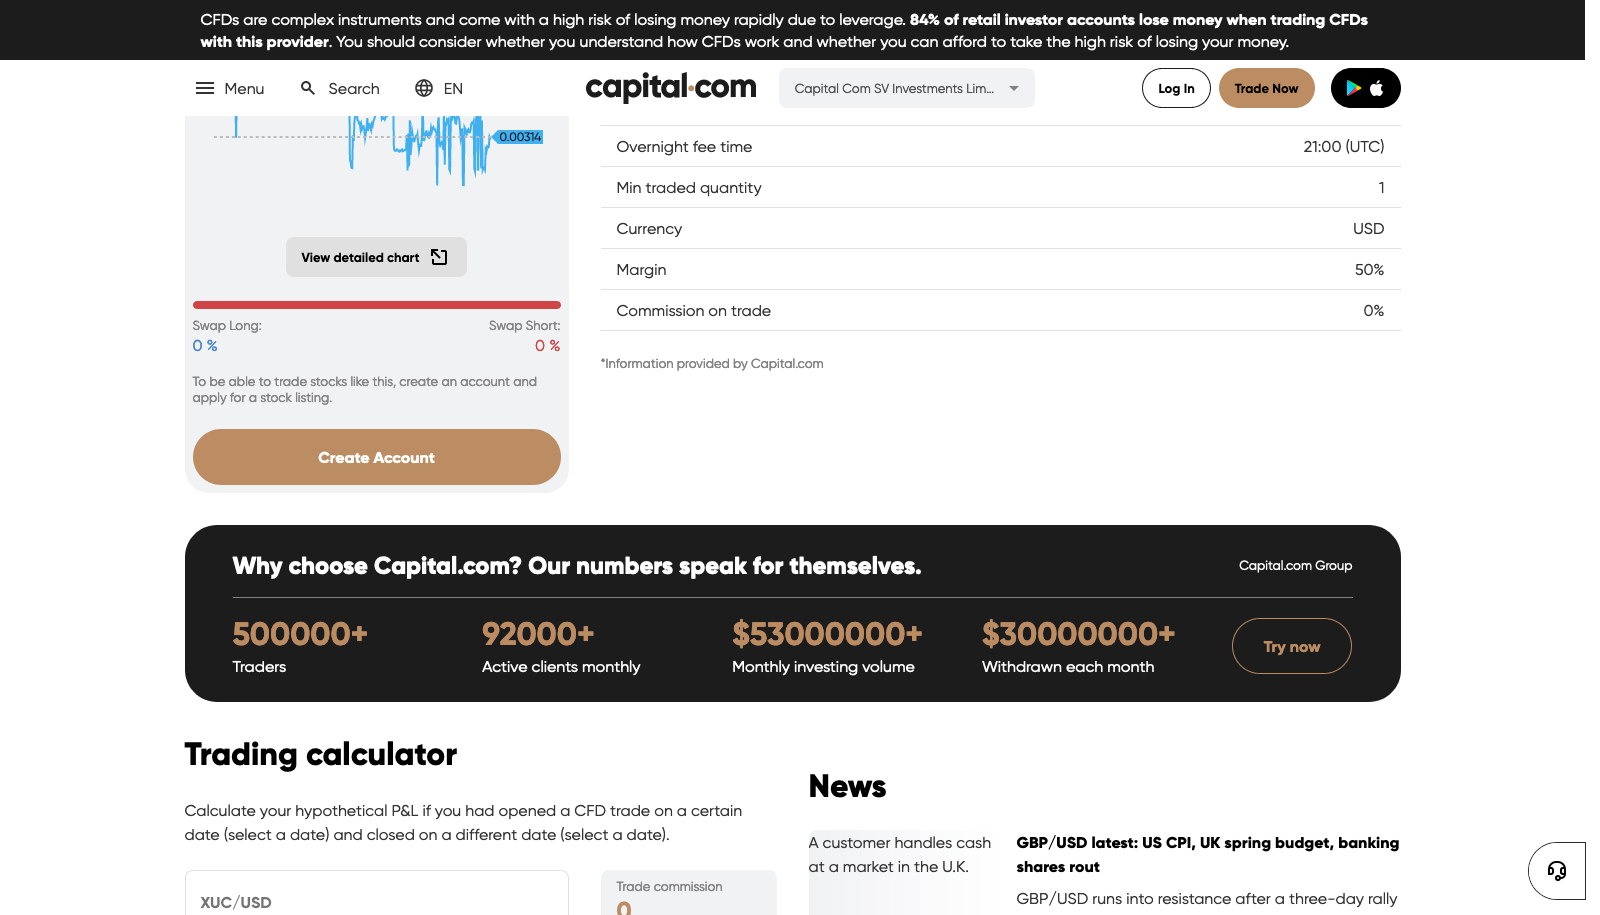 CFDs are complex instruments and come with a high risk of losing money rapidly due to leverage. 84% of retail investor accounts lose money when trading CFDs
with this provider. You should consider whether you understand how CFDs work and whether you can afford to take the high risk of losing your money.
Menu
Search
EN
capital.com
Capital Com SV Investments Lim...
Log In
Trade Now
0.00314
View detailed chart
Swap Long:
Swap Short:
0 %
0 %
To be able to trade stocks like this, create an account and
apply for a stock listing.
Create Account
Overnight fee time 21:00 (UTC)
Min traded quantity 1
Currency USD
Margin 50%
Commission on trade 0%
*Information provided by Capital.com
Why choose Capital.com? Our numbers speak for themselves.
Capital.com Group
500000+
Traders
92000+
Active clients monthly
$53000000+
Monthly investing volume
$30000000+
Withdrawn each month
Try now
Trading calculator
Calculate your hypothetical P&L if you had opened a CFD trade on a certain
date (select a date) and closed on a different date (select a date).
XUC/USD
Trade commission
0
News
A customer handles cash
at a market in the U.K.
GBP/USD latest: US CPI, UK spring budget, banking
shares rout
GBP/USD runs into resistance after a three-day rally